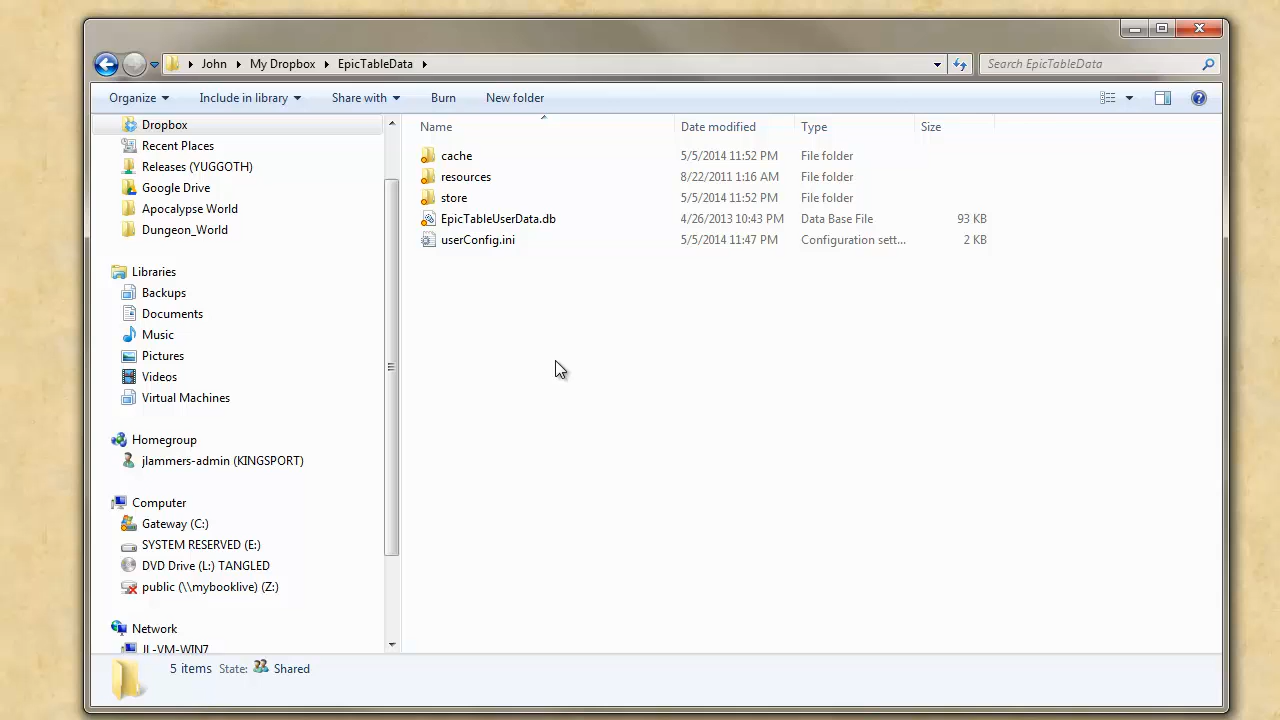 John My Dropbox EpicTableData
Search EpicTableData
Organize Include in library Share with Burn New folder
Dropbox
Recent Places
Releases (YUGGOTH)
Google Drive
Apocalypse World
Dungeon_World
Libraries
Backups
Documents
Music
Pictures
Videos
Virtual Machines
Homegroup
jlammers-admin (KINGSPORT)
Computer
Gateway (C:)
SYSTEM RESERVED (E:)
DVD Drive (L:) TANGLED
public (\\mybooklive) (Z:)
Network
JL-VM-WIN7
Name Date modified Type Size
cache 5/5/2014 11:52 PM File folder
resources 8/22/2011 1:16 AM File folder
store 5/5/2014 11:52 PM File folder
EpicTableUserData.db 4/26/2013 10:43 PM Data Base File 93 KB
userConfig.ini 5/5/2014 11:47 PM Configuration sett... 2 KB
5 items State: Shared